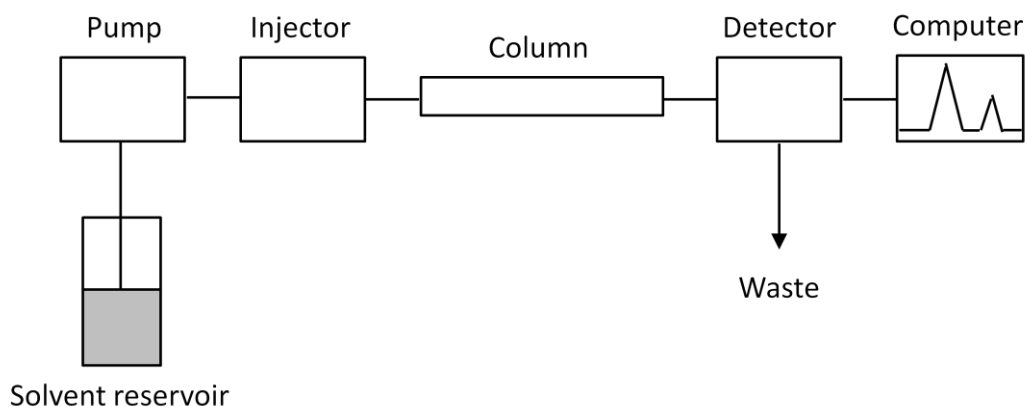 Pump
Injector
Column
Detector
Computer
Waste
Solvent reservoir